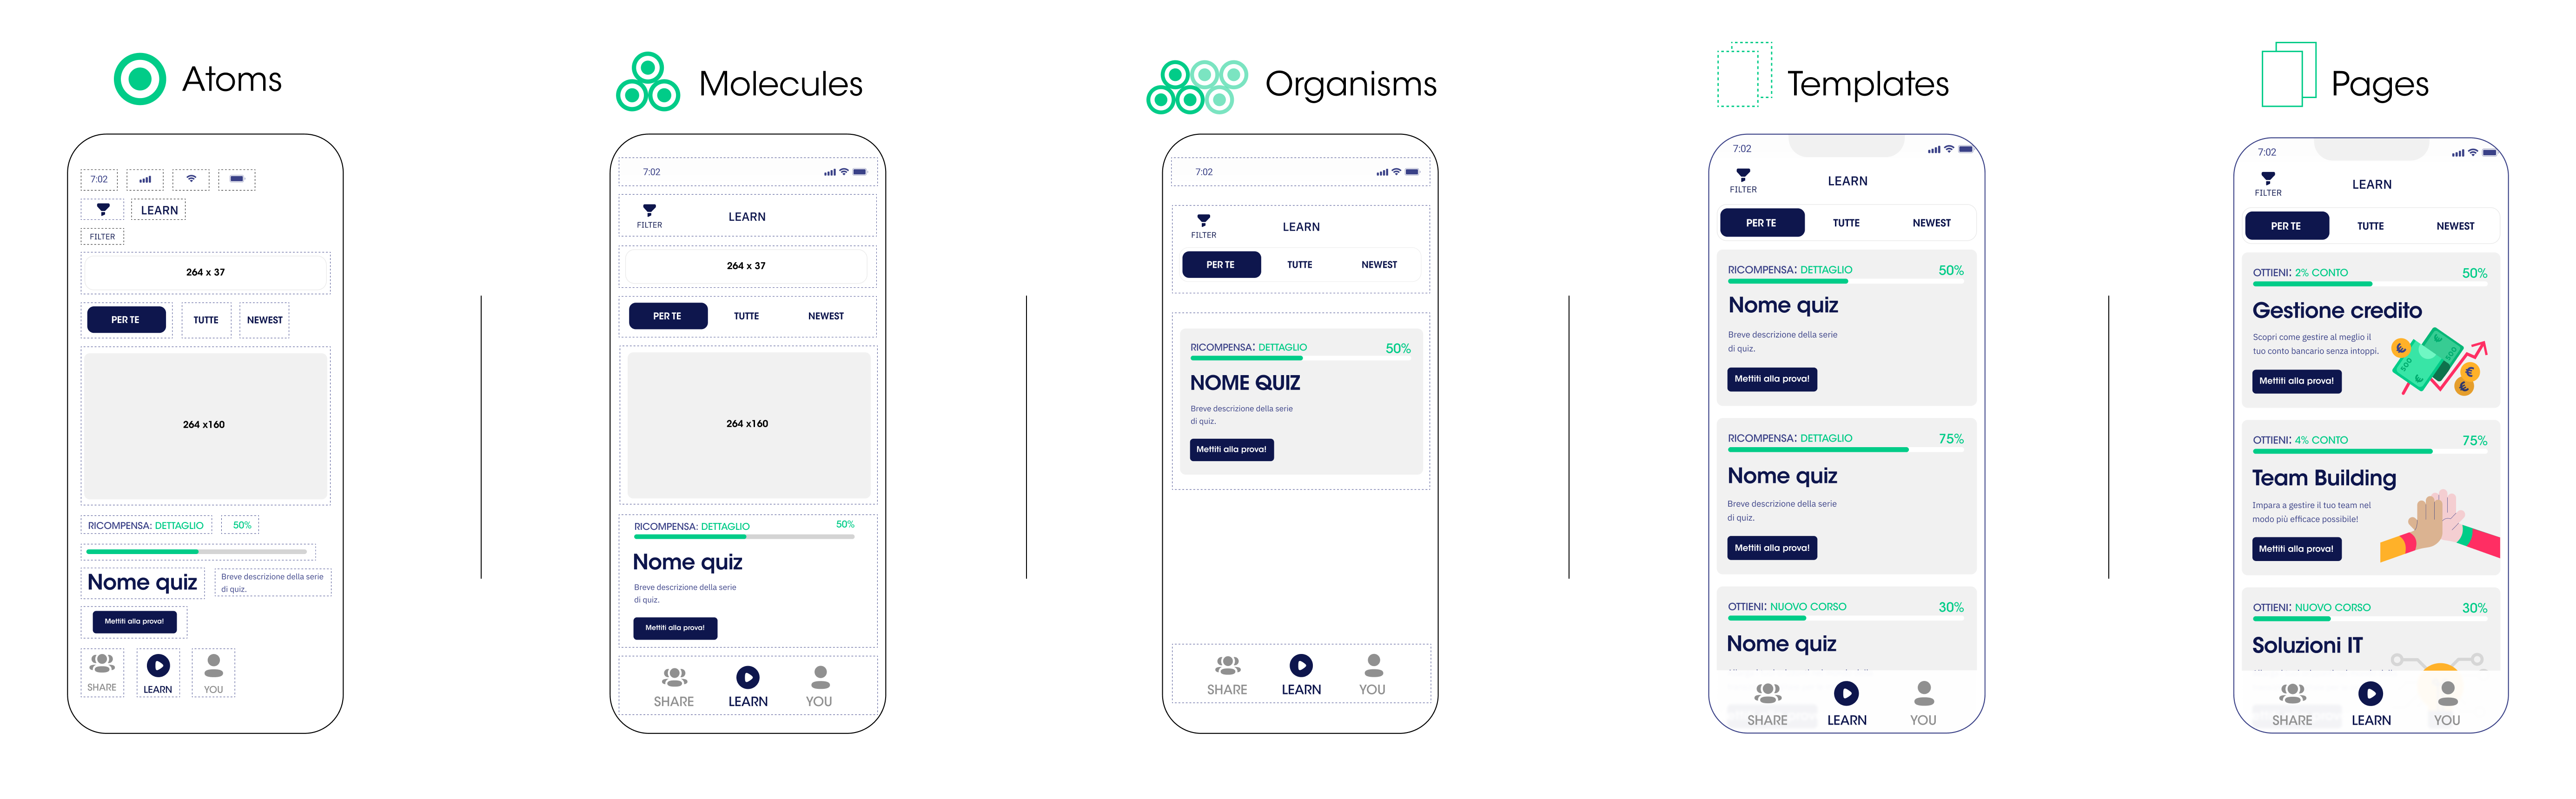 Atoms
7:02
LEARN
FILTER
264 x 37
PER TE TUTTE NEWEST
264 x160
RICOMPENSA: DETTAGLIO 50%
Nome quiz
Breve descrizione della serie
di quiz.
Mettiti alla prova!
SHARE LEARN YOU
Molecules
7:02
FILTER LEARN
264 x 37
PER TE TUTTE NEWEST
264 x160
RICOMPENSA: DETTAGLIO 50%
Nome quiz
Breve descrizione della serie
di quiz.
Mettiti alla prova!
SHARE LEARN YOU
Organisms
7:02
FILTER LEARN
PER TE TUTTE NEWEST
RICOMPENSA: DETTAGLIO 50%
NOME QUIZ
Breve descrizione della serie
di quiz.
Mettiti alla prova!
SHARE LEARN YOU
Templates
7:02
FILTER LEARN
PER TE TUTTE NEWEST
RICOMPENSA: DETTAGLIO 50%
Nome quiz
Breve descrizione della serie
di quiz.
Mettiti alla prova!
RICOMPENSA: DETTAGLIO 75%
Nome quiz
Breve descrizione della serie
di quiz.
Mettiti alla prova!
OTTIENI: NUOVO CORSO 30%
Nome quiz
SHARE LEARN YOU
Pages
7:02
FILTER LEARN
PER TE TUTTE NEWEST
OTTIENI: 2% CONTO 50%
Gestione credito
Scopri come gestire al meglio il
tuo conto bancario senza intoppi.
500 500
Mettiti alla prova!
OTTIENI: 4% CONTO 75%
Team Building
Impara a gestire il tuo team nel
modo più efficace possibile!
Mettiti alla prova!
OTTIENI: NUOVO CORSO 30%
Soluzioni IT
SHARE LEARN YOU